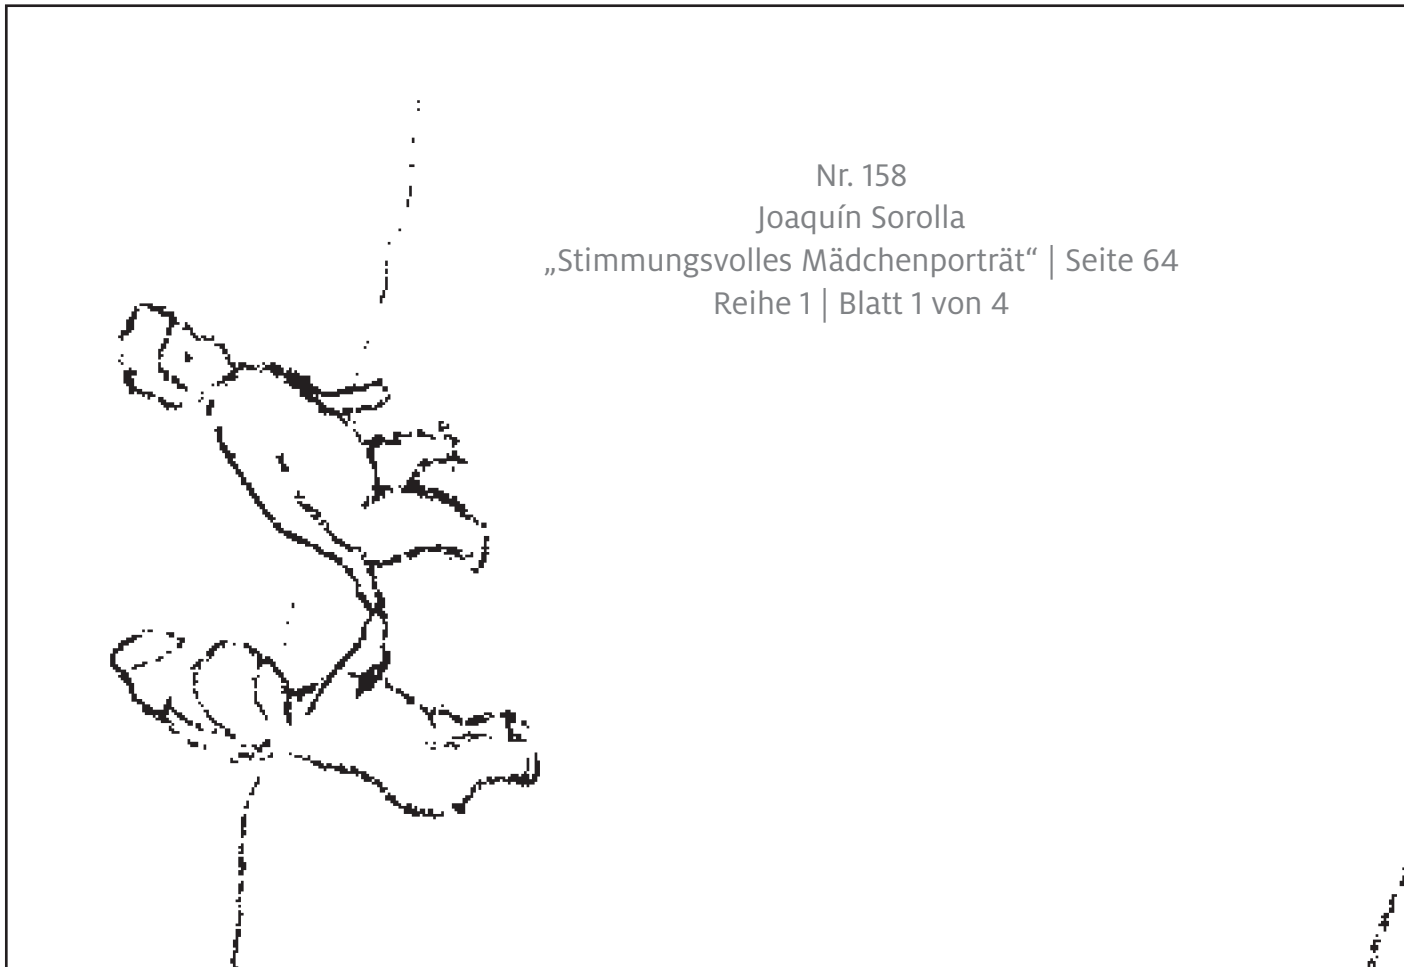 Nr. 158
Joaquín Sorolla
„Stimmungsvolles Mädchenporträt“ | Seite 64
Reihe 1 | Blatt 1 von 4